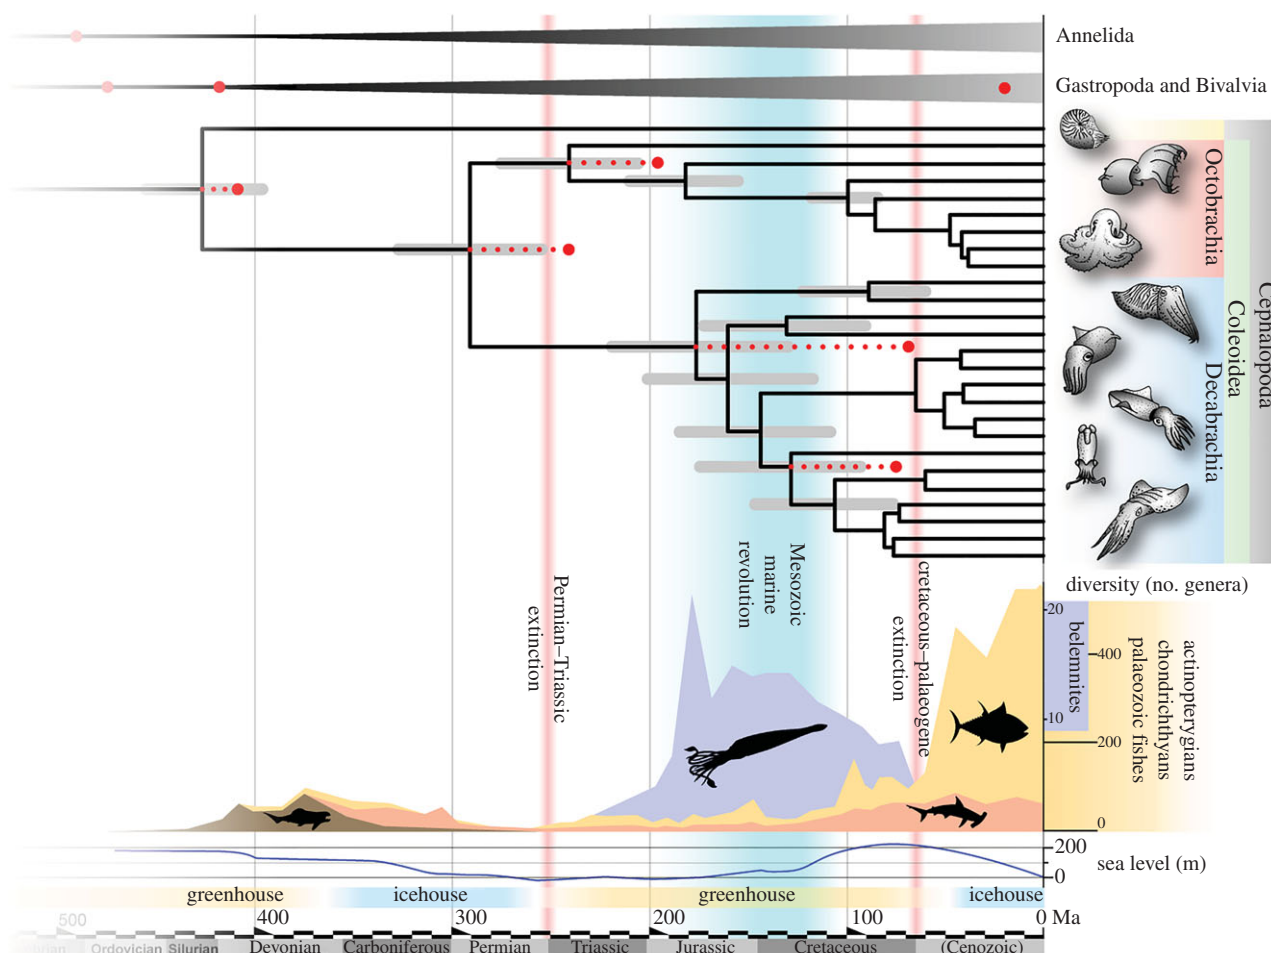 Annelida
Gastropoda and Bivalvia
Octobrachia
Decabrachia
Coleoidea
Cephalopoda
Mesozoic
marine
revolution
Permian–Triassic
extinction
cretaceous–palaeogene
extinction
diversity (no. genera)
20
10
0
belemnites
400
200
actinopterygians
chondrichthyans
palaeozoic fishes
200
0
sea level (m)
greenhouse
icehouse
greenhouse
icehouse
500
400
300
200
100
0 Ma
Ordovician
Silurian
Devonian
Carboniferous
Permian
Triassic
Jurassic
Cretaceous
(Cenozoic)